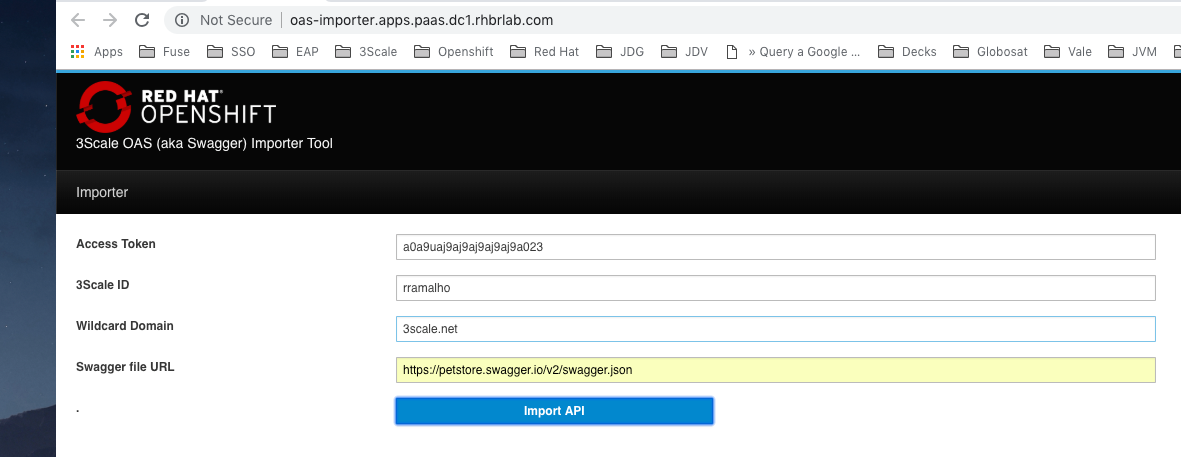 Not Secure oas-importer.apps.paas.dc1.rhbrlab.com
Apps Fuse SSO EAP 3Scale Openshift Red Hat JDG JDV » Query a Google ... Decks Globosat Vale JVM
RED HAT®
OPENSHIFT
3Scale OAS (aka Swagger) Importer Tool
Importer
Access Token a0a9uaj9aj9aj9aj9aj9a023
3Scale ID rramalho
Wildcard Domain 3scale.net
Swagger file URL https://petstore.swagger.io/v2/swagger.json
. Import API